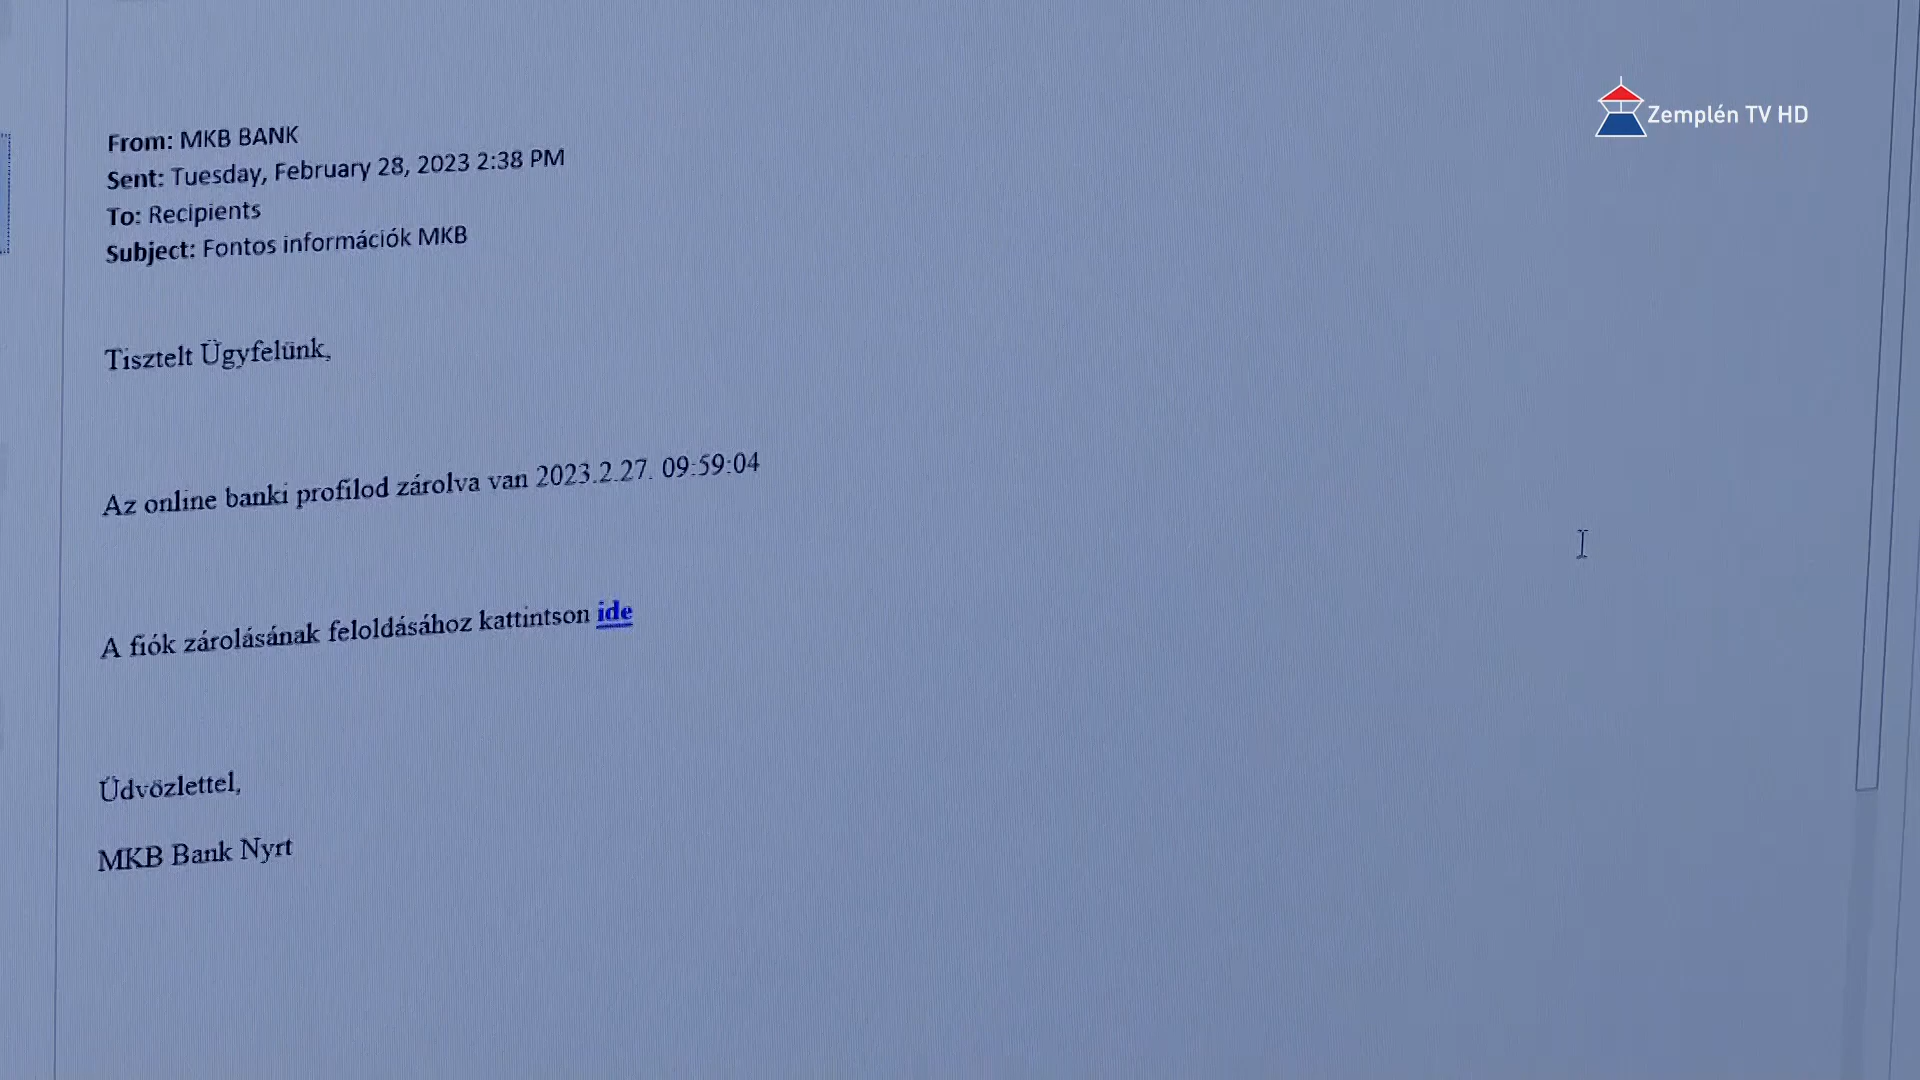 Zemplén TV HD
From: MKB BANK
Sent: Tuesday, February 28, 2023 2:38 PM
To: Recipients
Subject: Fontos információk MKB
Tisztelt Ügyfelünk,
Az online banki profilod zárolva van 2023.2.27. 09:59:04
A fiók zárolásának feloldásához kattintson ide
Üdvözlettel,
MKB Bank Nyrt